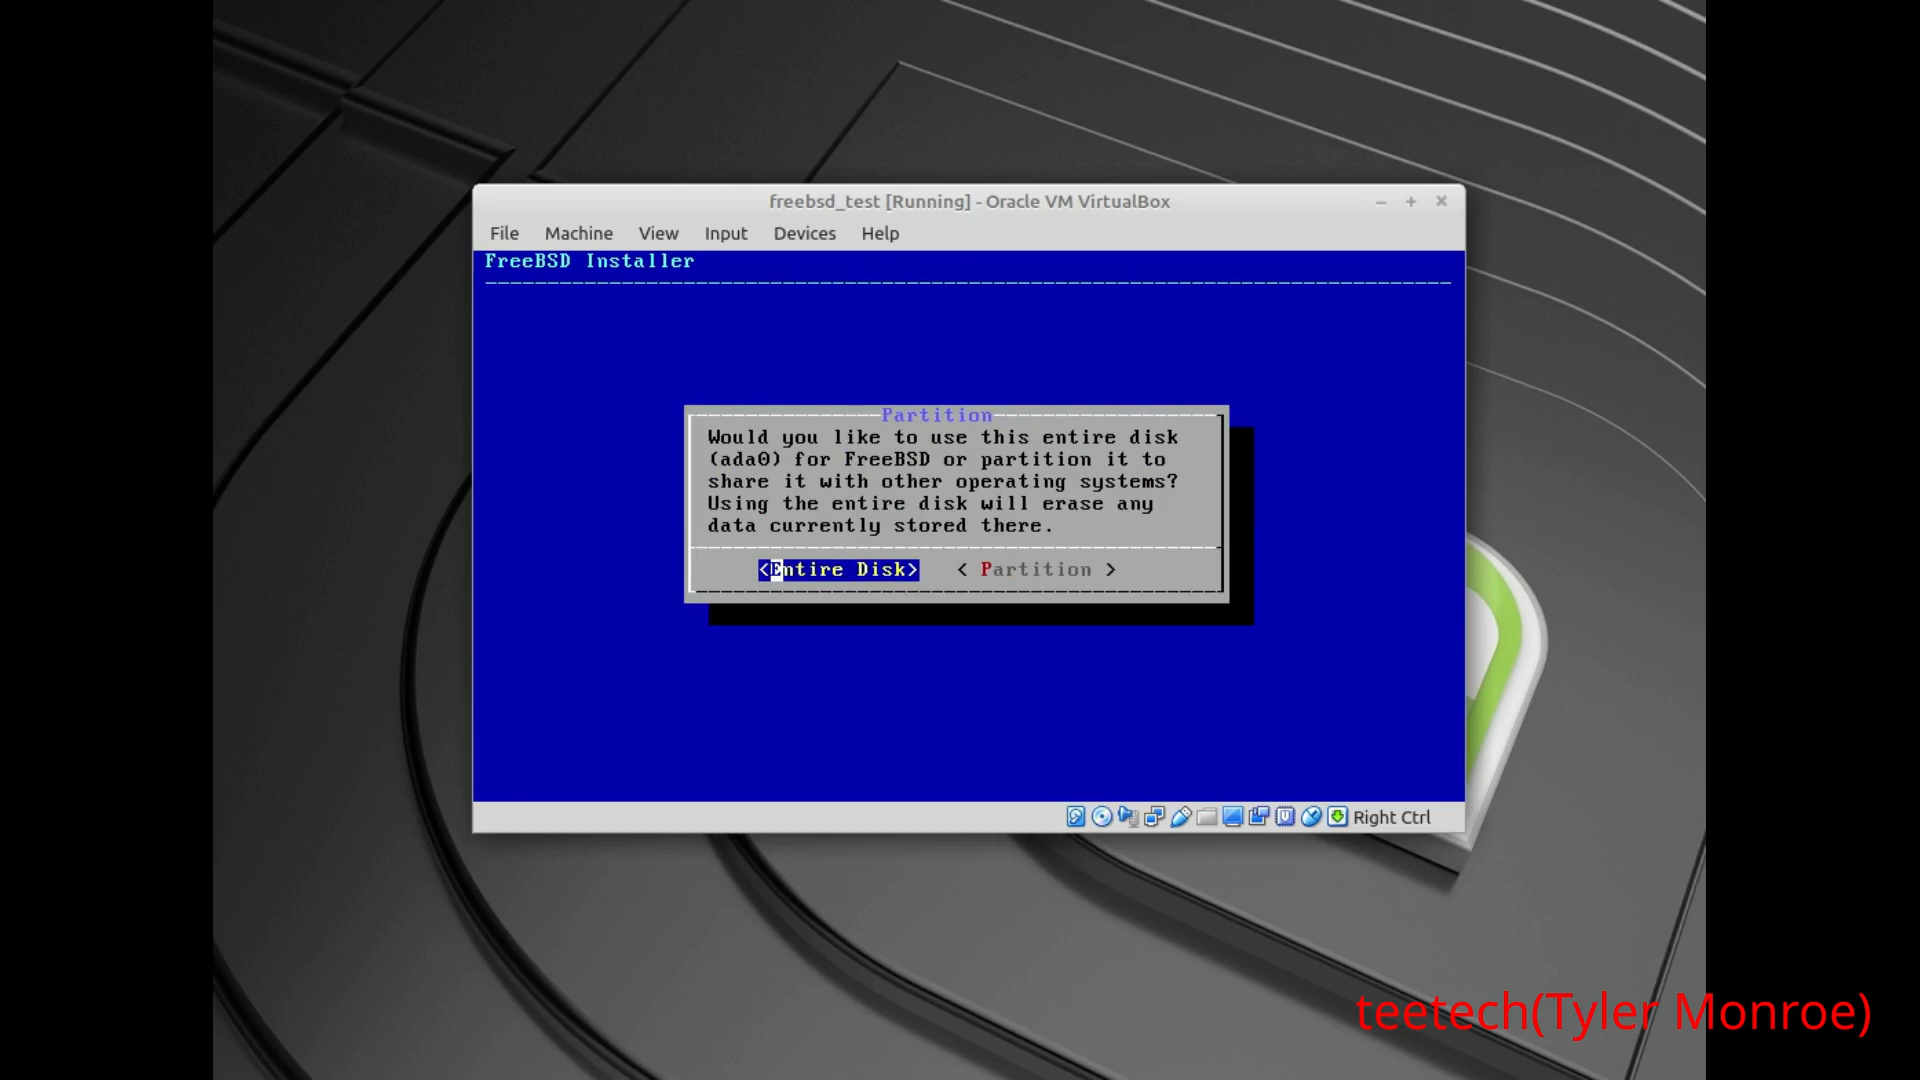 freebsd_test [Running] - Oracle VM VirtualBox
File Machine View Input Devices Help
FreeBSD Installer
Partition
Would you like to use this entire disk
(ada0) for FreeBSD or partition it to
share it with other operating systems?
Using the entire disk will erase any
data currently stored there.
<Entire Disk> < Partition >
Right Ctrl
teetech(Tyler Monroe)